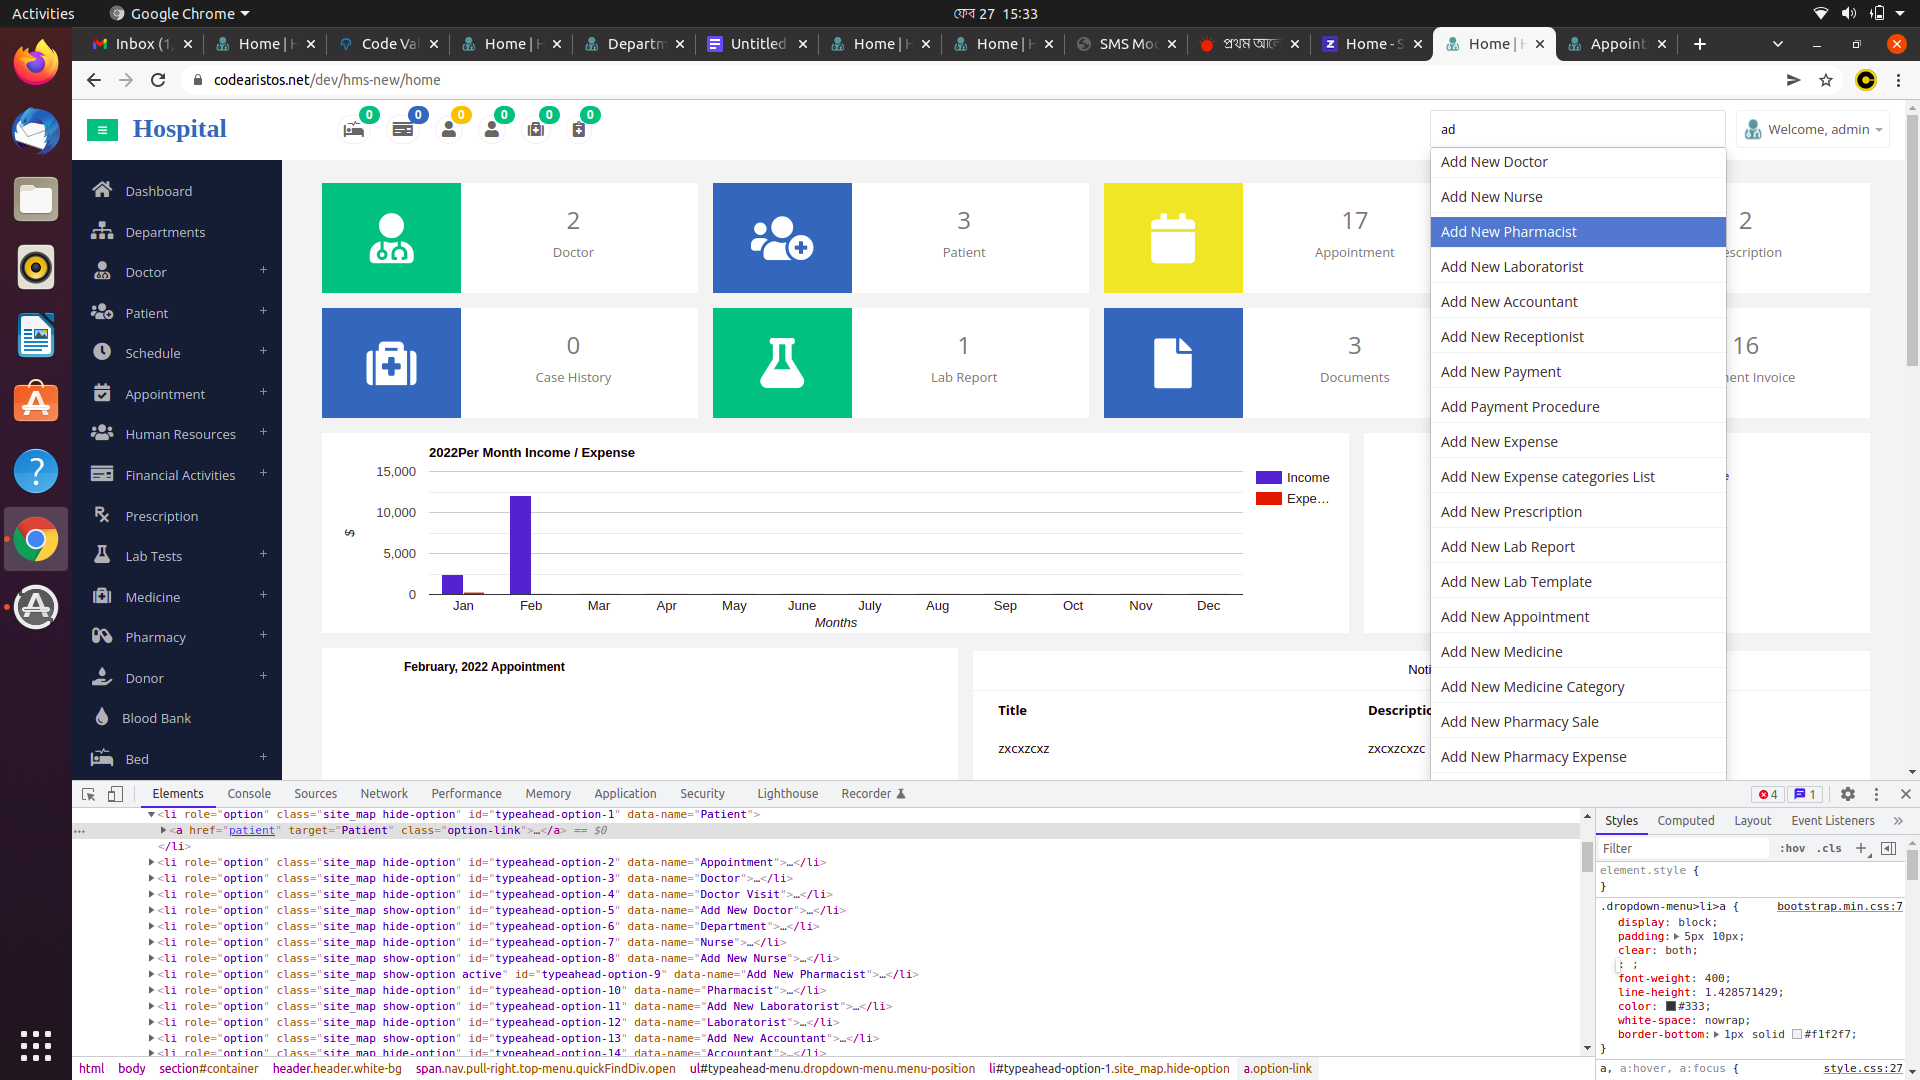 Activities
Google Chrome
ফেব 27 15:33
Inbox (1,
Home | H
Code Val
Home | H
Departm
Untitled
Home | H
Home | H
SMS Mod
প্রথম আলো
Home - S
Home | H
Appoint
codearistos.net/dev/hms-new/home
Hospital
0 0 0 0 0 0
ad
Welcome, admin
Dashboard
Departments
Doctor +
Patient +
Schedule +
Appointment +
Human Resources +
Financial Activities +
Prescription
Lab Tests +
Medicine +
Pharmacy +
Donor +
Blood Bank
Bed +
2
Doctor
3
Patient
17
Appointment
2
escription
0
Case History
1
Lab Report
3
Documents
16
ent Invoice
Add New Doctor
Add New Nurse
Add New Pharmacist
Add New Laboratorist
Add New Accountant
Add New Receptionist
Add New Payment
Add Payment Procedure
Add New Expense
Add New Expense categories List
Add New Prescription
Add New Lab Report
Add New Lab Template
Add New Appointment
Add New Medicine
Add New Medicine Category
Add New Pharmacy Sale
Add New Pharmacy Expense
2022Per Month Income / Expense
15,000
10,000
5,000
0
$
Jan Feb Mar Apr May June July Aug Sep Oct Nov Dec
Months
Income
Expe…
February, 2022 Appointment
Noti
Title Descriptio
zxcxzcxz zxcxzcxzc
Elements Console Sources Network Performance Memory Application Security Lighthouse Recorder
4 1
<li role="option" class="site_map hide-option" id="typeahead-option-1" data-name="Patient">
<a href="patient" target="Patient" class="option-link">…</a> == $0
</li>
<li role="option" class="site_map hide-option" id="typeahead-option-2" data-name="Appointment">…</li>
<li role="option" class="site_map hide-option" id="typeahead-option-3" data-name="Doctor">…</li>
<li role="option" class="site_map hide-option" id="typeahead-option-4" data-name="Doctor Visit">…</li>
<li role="option" class="site_map show-option" id="typeahead-option-5" data-name="Add New Doctor">…</li>
<li role="option" class="site_map hide-option" id="typeahead-option-6" data-name="Department">…</li>
<li role="option" class="site_map hide-option" id="typeahead-option-7" data-name="Nurse">…</li>
<li role="option" class="site_map show-option" id="typeahead-option-8" data-name="Add New Nurse">…</li>
<li role="option" class="site_map show-option active" id="typeahead-option-9" data-name="Add New Pharmacist">…</li>
<li role="option" class="site_map hide-option" id="typeahead-option-10" data-name="Pharmacist">…</li>
<li role="option" class="site_map show-option" id="typeahead-option-11" data-name="Add New Laboratorist">…</li>
<li role="option" class="site_map hide-option" id="typeahead-option-12" data-name="Laboratorist">…</li>
<li role="option" class="site_map show-option" id="typeahead-option-13" data-name="Add New Accountant">…</li>
<li role="option" class="site_map hide-option" id="typeahead-option-14" data-name="Accountant">…</li>
html body section#container header.header.white-bg span.nav.pull-right.top-menu.quickFindDiv.open ul#typeahead-menu.dropdown-menu.menu-position li#typeahead-option-1.site_map.hide-option a.option-link
Styles Computed Layout Event Listeners »
Filter :hov .cls +
element.style {
}
.dropdown-menu>li>a { bootstrap.min.css:7
display: block;
padding: 5px 10px;
clear: both;
: ;
font-weight: 400;
line-height: 1.428571429;
color: #333;
white-space: nowrap;
border-bottom: 1px solid #f1f2f7;
}
a, a:hover, a:focus { style.css:27